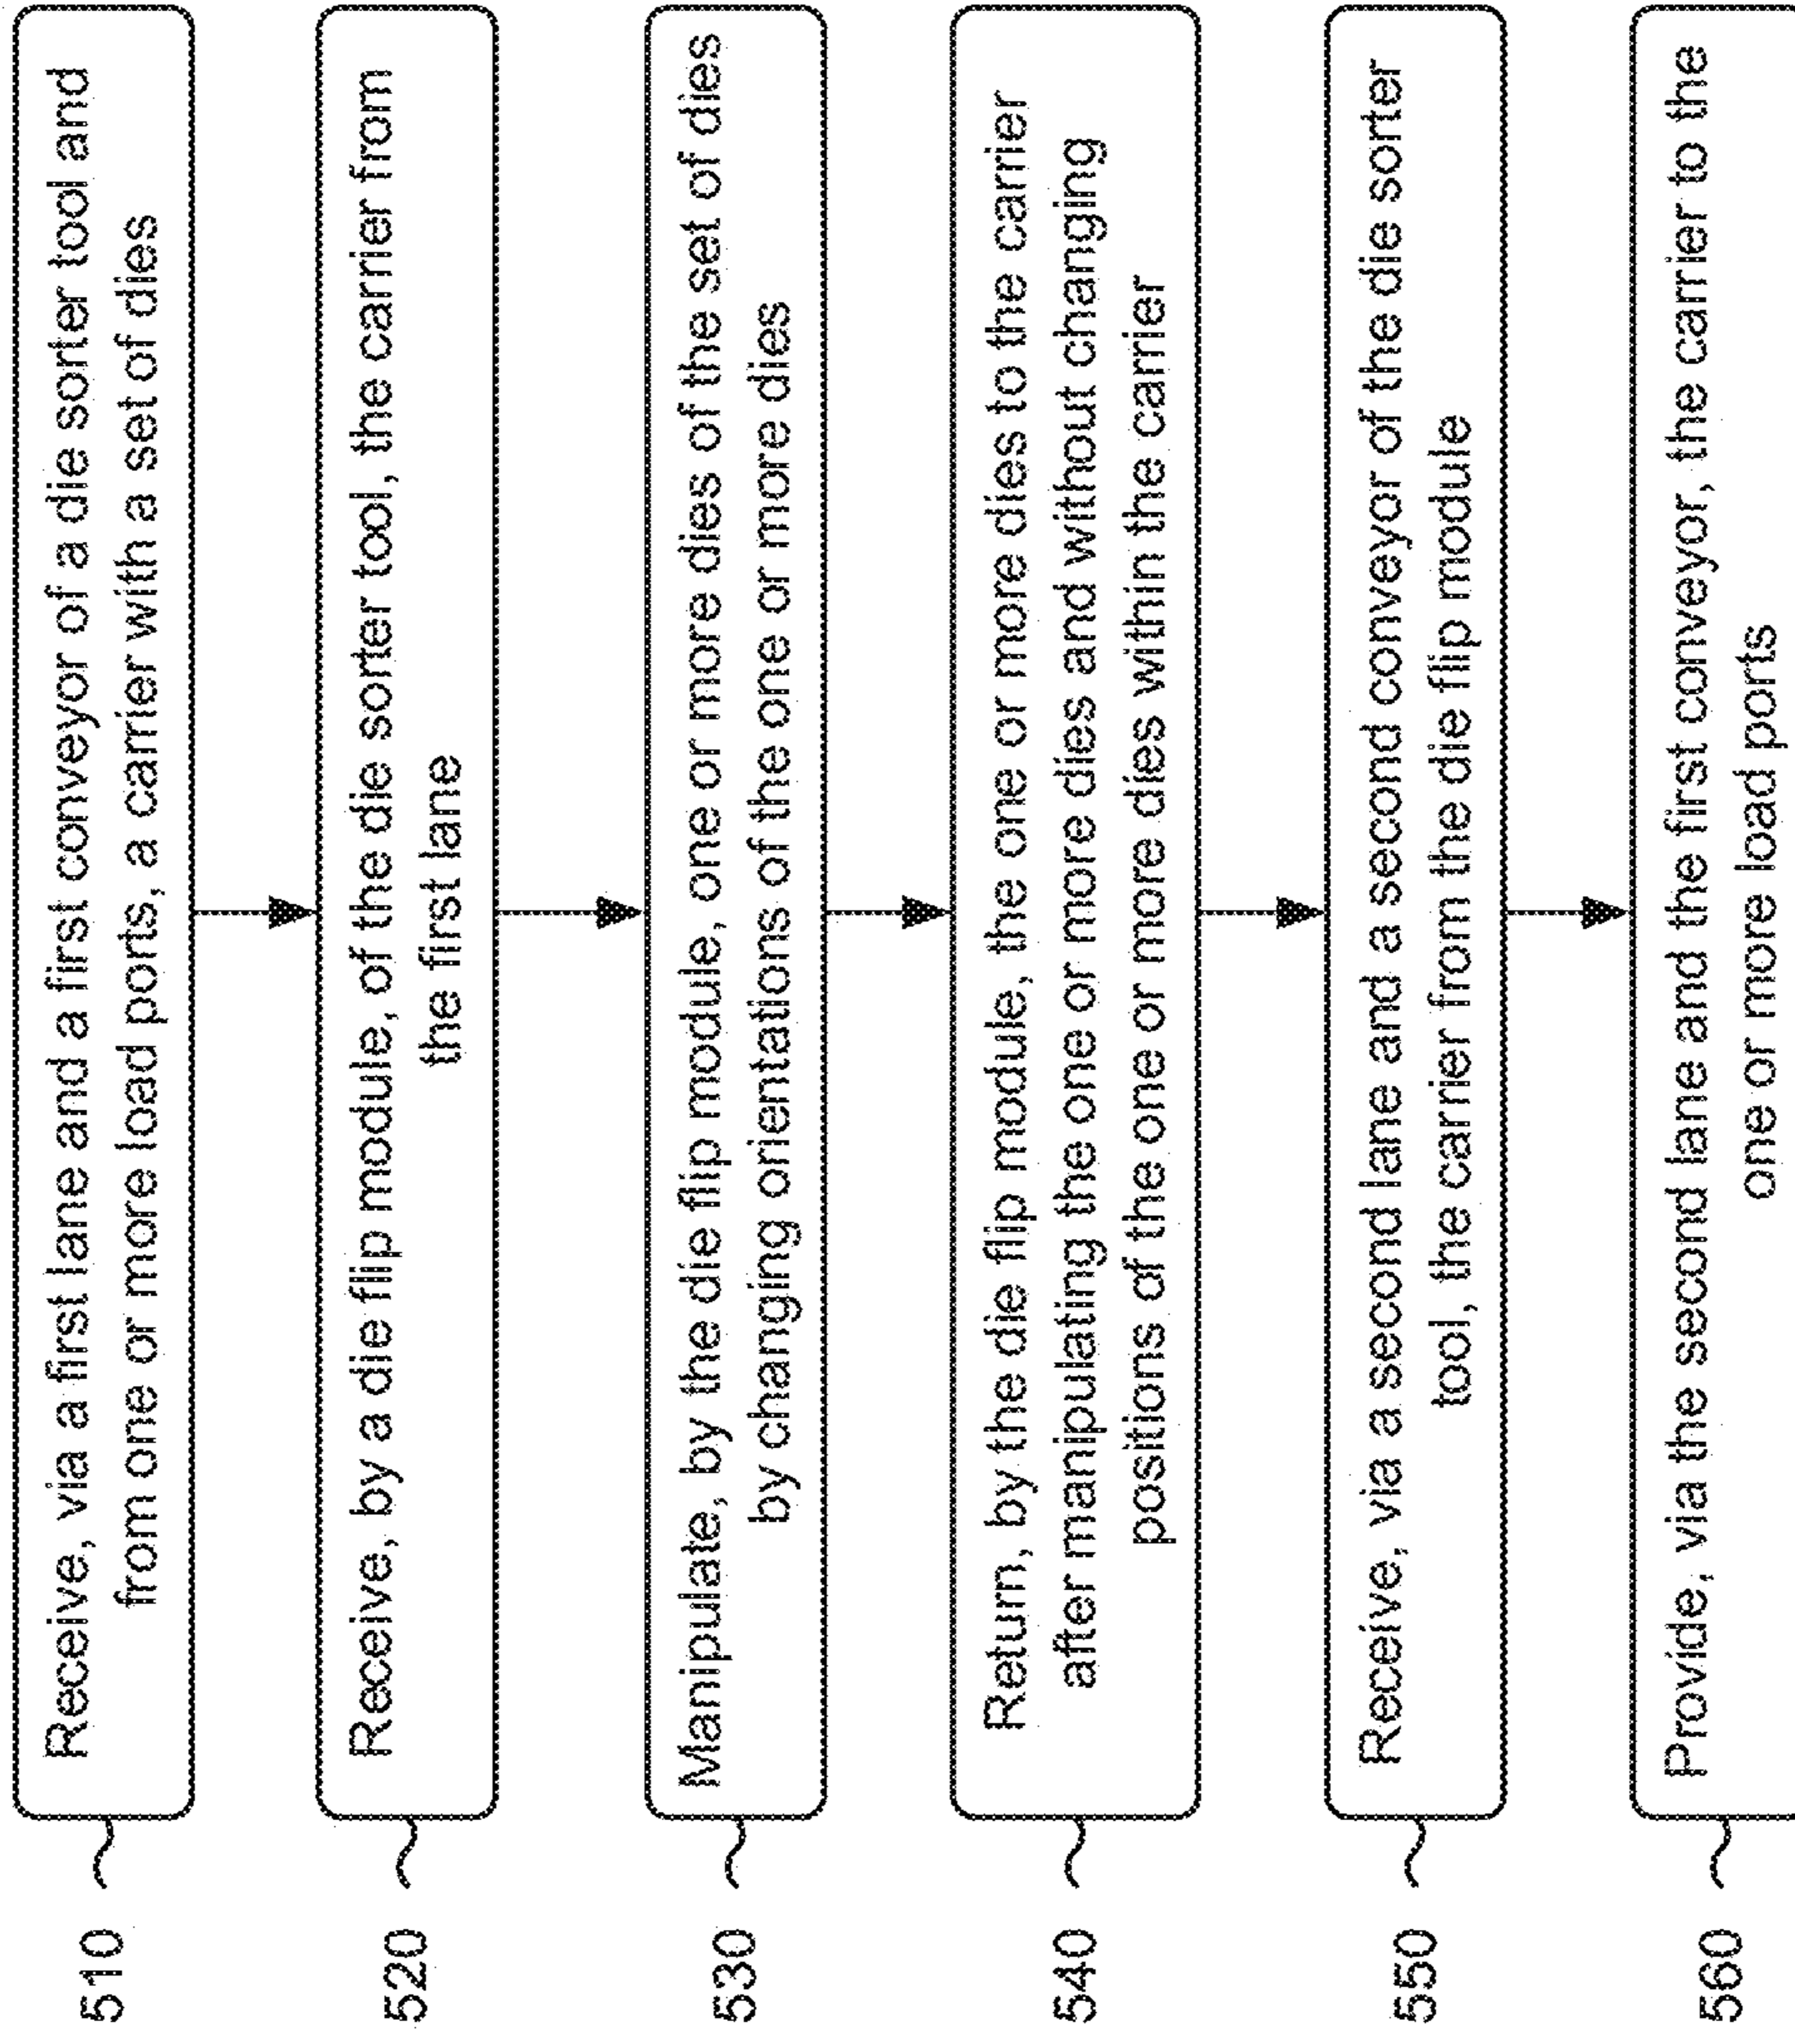 510
Receive, via a first lane and a first conveyor of a die sorter tool and
from one or more load ports, a carrier with a set of dies
520
Receive, by a die flip module, of the die sorter tool, the carrier from
the first lane
530
Manipulate, by the die flip module, one or more dies of the set of dies
by changing orientations of the one or more dies
540
Return, by the die flip module, the one or more dies to the carrier
after manipulating the one or more dies and without changing
positions of the one or more dies within the carrier
550
Receive, via a second lane and a second conveyor of the die sorter
tool, the carrier from the die flip module
560
Provide, via the second lane and the first conveyor, the carrier to the
one or more load ports